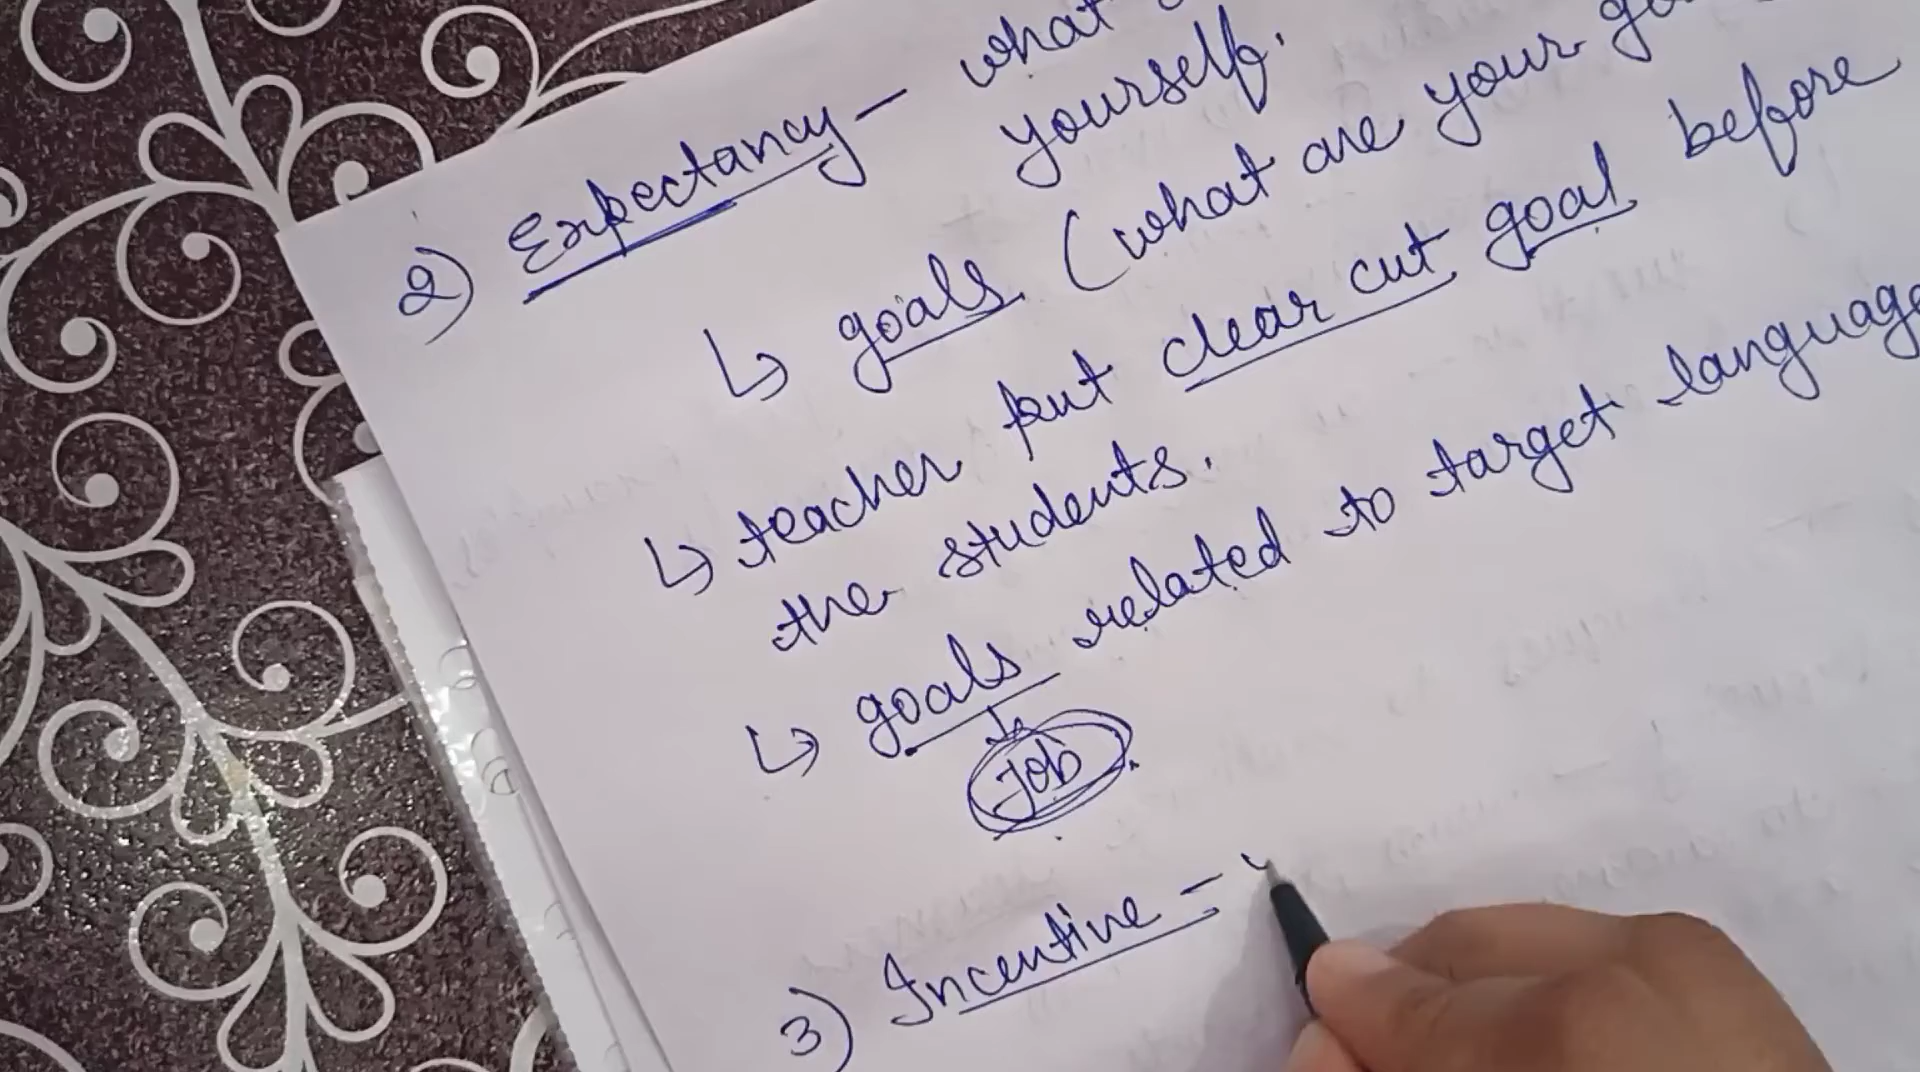 2) Expectancy - what
yourself.
↳ goals (what are your
↳ teacher put clear cut goal before
the students.
↳ goals related to target language
↓
Job
3) Incentive -